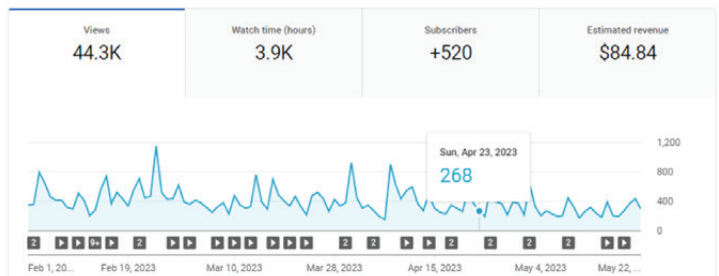 Views
44.3K
Watch time (hours)
3.9K
Subscribers
+520
Estimated revenue
$84.84
Sun, Apr 23, 2023
268
1,200
800
400
0
2 9+ 2 2 2 2 2 2 2
Feb 1, 20... Feb 19, 2023 Mar 10, 2023 Mar 28, 2023 Apr 15, 2023 May 4, 2023 May 22, ...